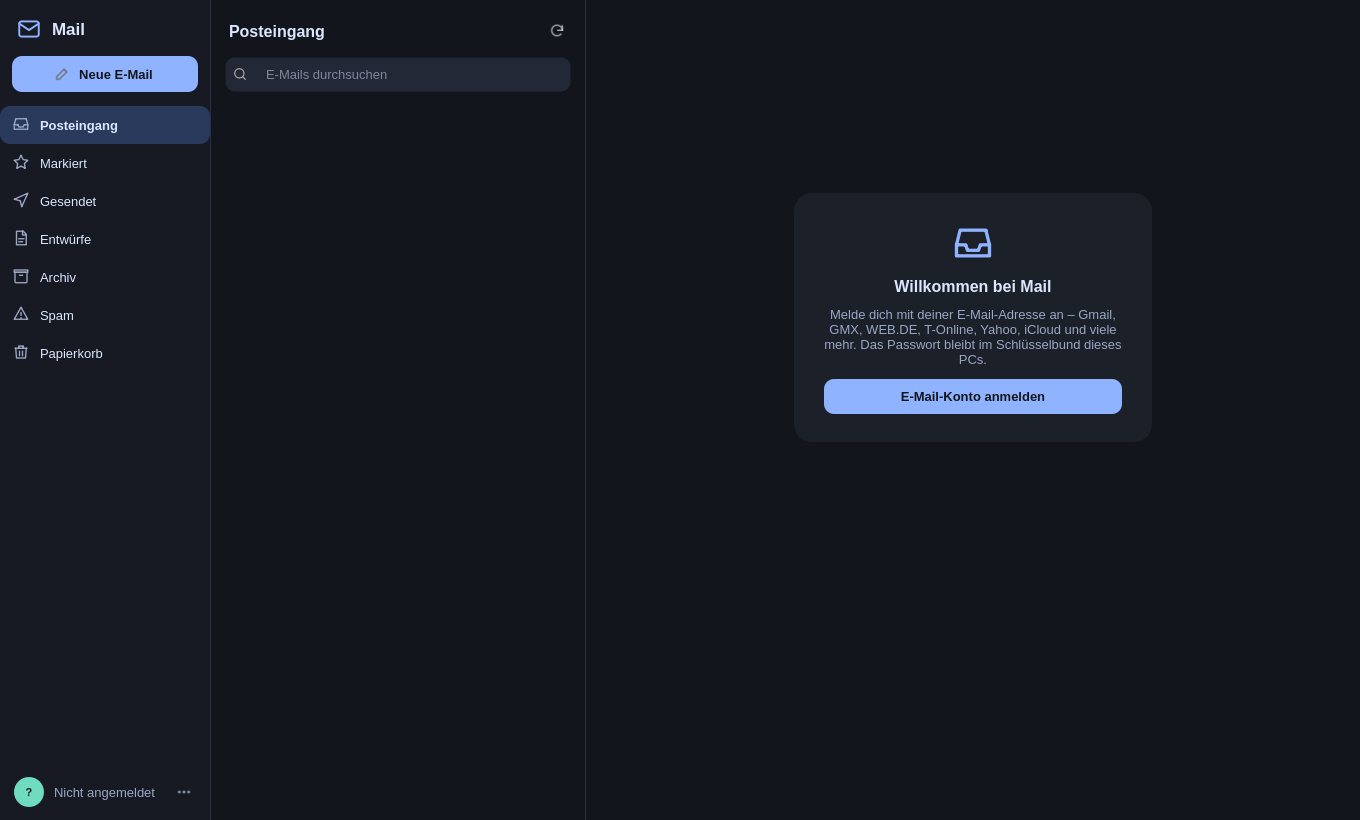 Mail
Neue E-Mail
Posteingang
Markiert
Gesendet
Entwürfe
Archiv
Spam
Papierkorb
? Nicht angemeldet
Posteingang
E-Mails durchsuchen
Willkommen bei Mail
Melde dich mit deiner E-Mail-Adresse an – Gmail,
GMX, WEB.DE, T-Online, Yahoo, iCloud und viele
mehr. Das Passwort bleibt im Schlüsselbund dieses
PCs.
E-Mail-Konto anmelden